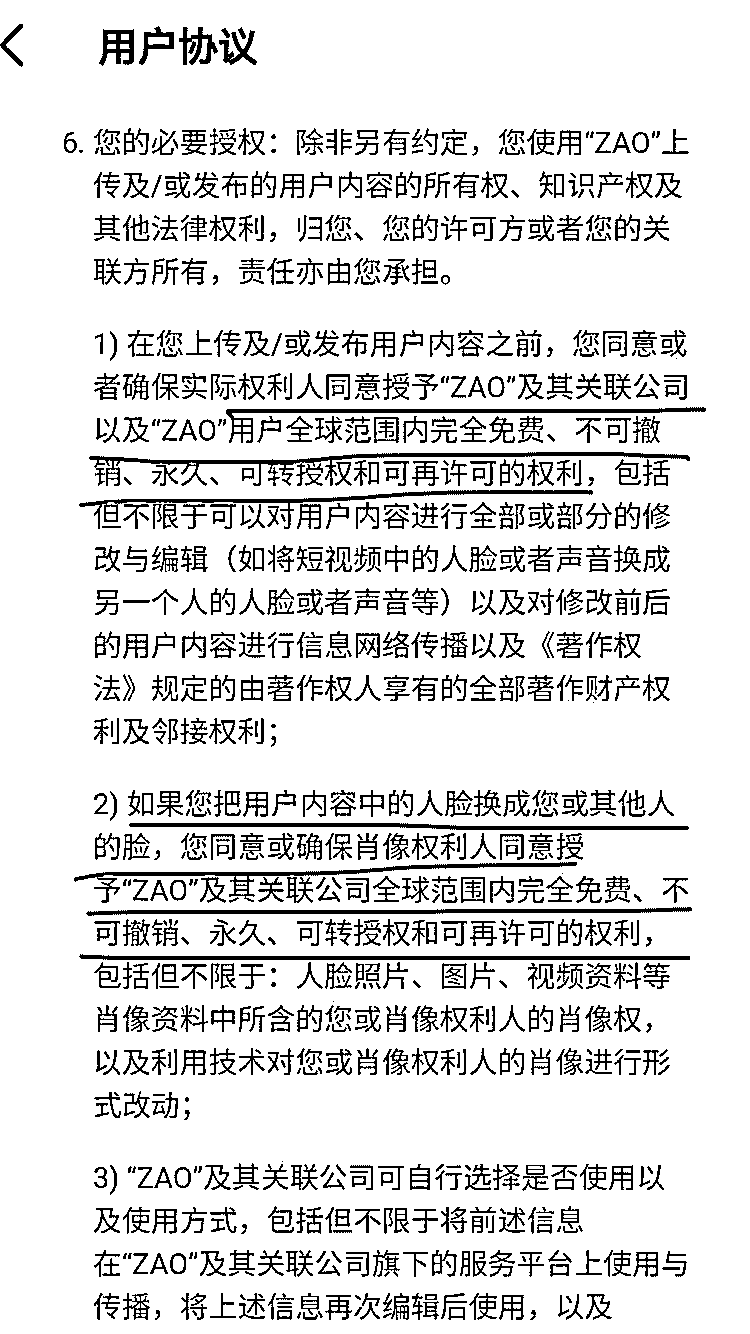 用户协议
6. 您的必要授权：除非另有约定，您使用“ZAO”上
传及/或发布的用户内容的所有权、知识产权及
其他法律权利，归您、您的许可方或者您的关
联方所有，责任亦由您承担。
1) 在您上传及/或发布用户内容之前，您同意或
者确保实际权利人同意授予“ZAO”及其关联公司
以及“ZAO”用户全球范围内完全免费、不可撤
销、永久、可转授权和可再许可的权利，包括
但不限于可以对用户内容进行全部或部分的修
改与编辑（如将短视频中的人脸或者声音换成
另一个人的人脸或者声音等）以及对修改前后
的用户内容进行信息网络传播以及《著作权
法》规定的由著作权人享有的全部著作财产权
利及邻接权利；
2) 如果您把用户内容中的人脸换成您或其他人
的脸，您同意或确保肖像权利人同意授
予“ZAO”及其关联公司全球范围内完全免费、不
可撤销、永久、可转授权和可再许可的权利，
包括但不限于：人脸照片、图片、视频资料等
肖像资料中所含的您或肖像权利人的肖像权，
以及利用技术对您或肖像权利人的肖像进行形
式改动；
3) “ZAO”及其关联公司可自行选择是否使用以
及使用方式，包括但不限于将前述信息
在“ZAO”及其关联公司旗下的服务平台上使用与
传播，将上述信息再次编辑后使用，以及